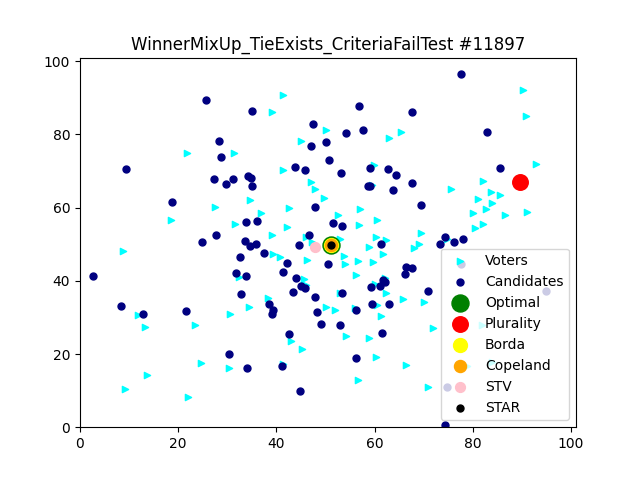 WinnerMixUp_TieExists_CriteriaFailTest #11897
100
80
60
40
20
0
0
20
40
60
80
100
Voters
Candidates
Optimal
Plurality
Borda
Copeland
STV
STAR